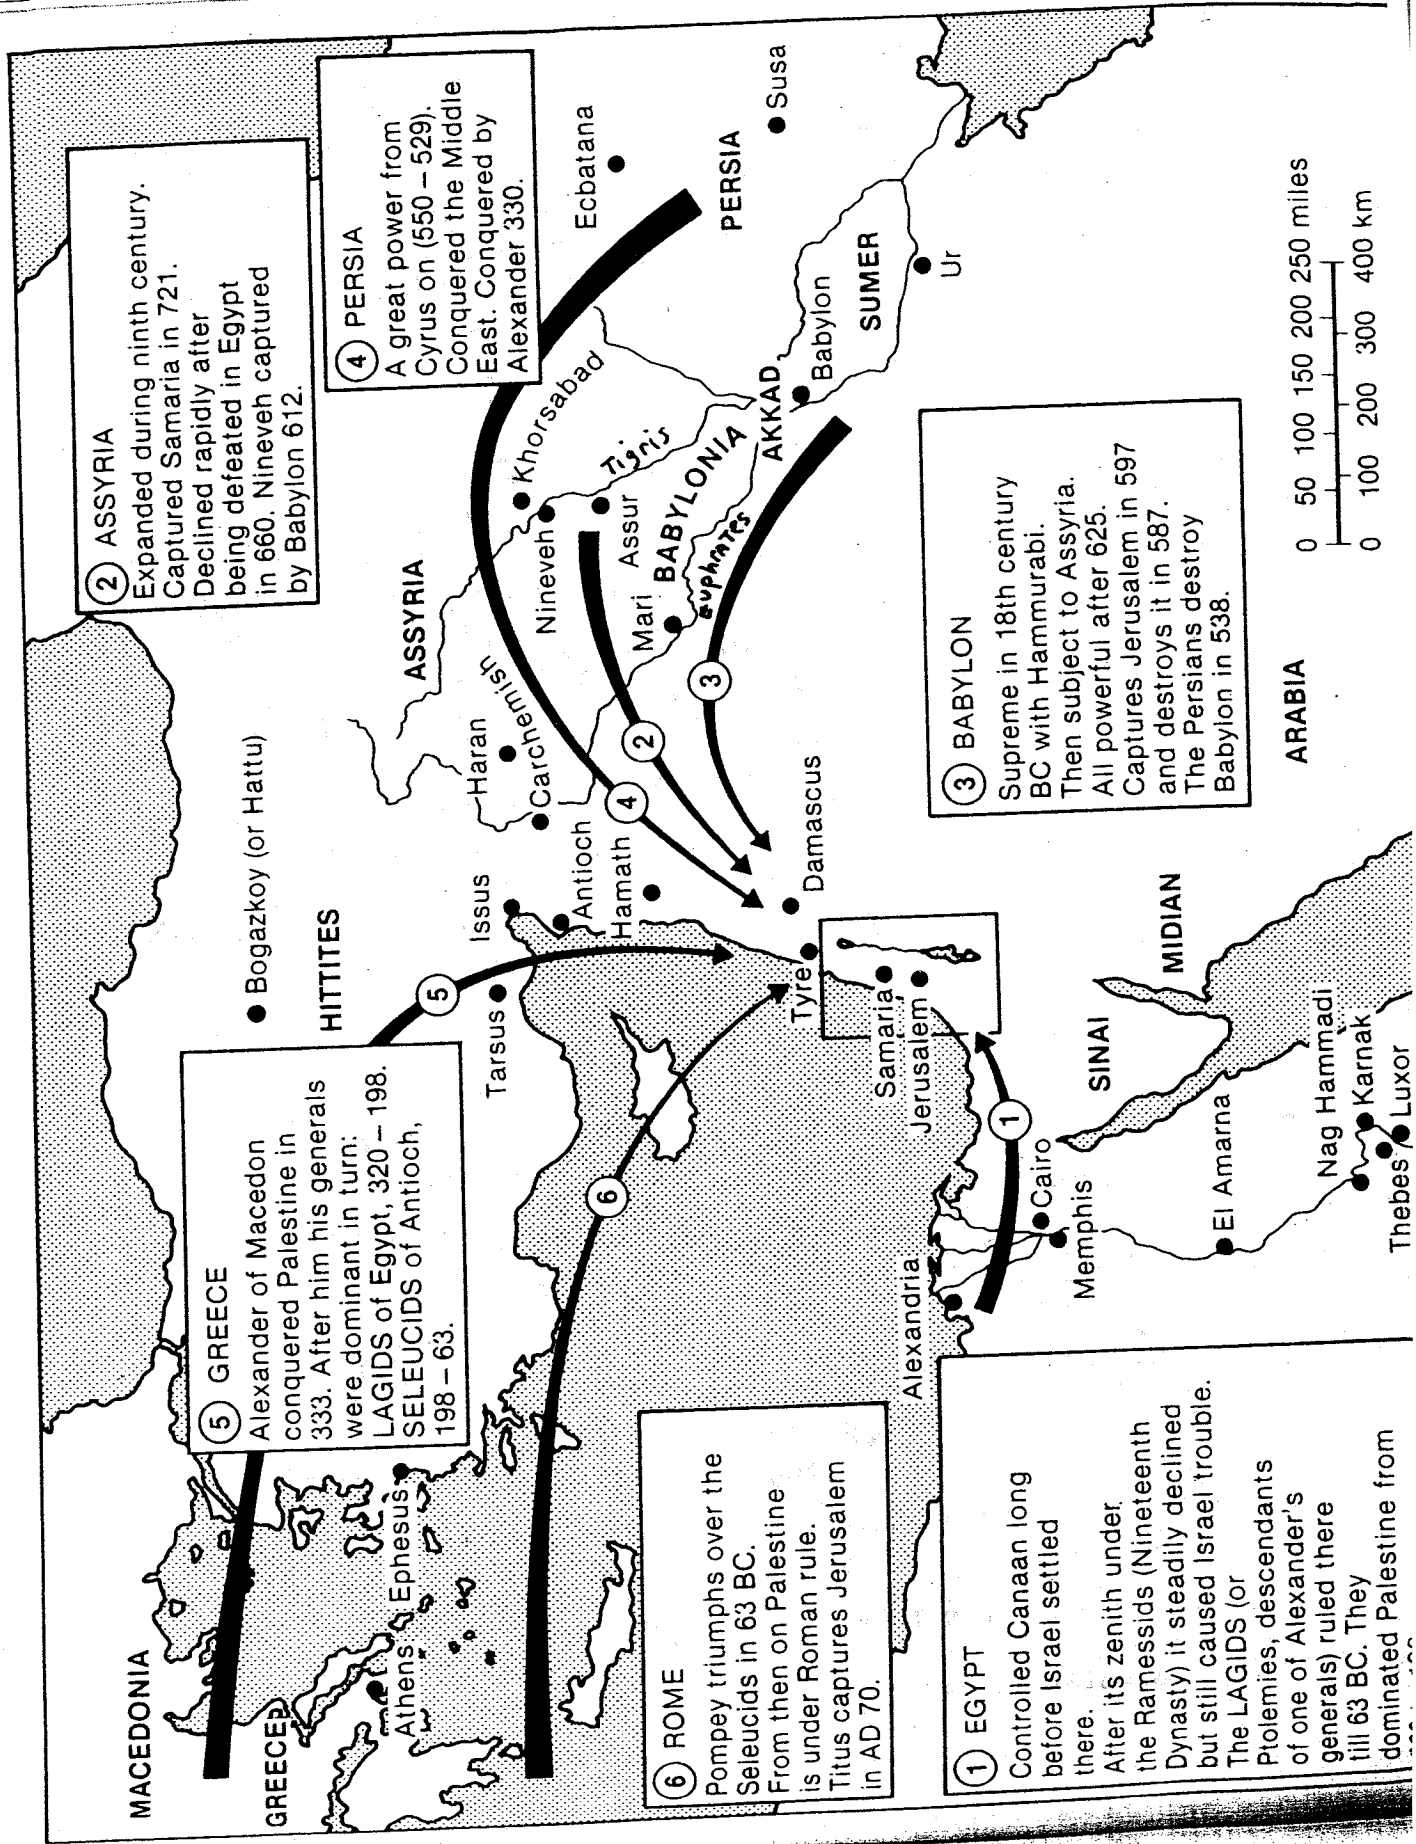 ② ASSYRIA
Expanded during ninth century.
Captured Samaria in 721.
Declined rapidly after
being defeated in Egypt
in 660. Nineveh captured
by Babylon 612.
④ PERSIA
A great power from
Cyrus on (550 – 529).
Conquered the Middle
East. Conquered by
Alexander 330.
⑤ GREECE
Alexander of Macedon
conquered Palestine in
333. After him his generals
were dominant in turn:
LAGIDS of Egypt, 320 – 198.
SELEUCIDS of Antioch,
198 – 63.
MACEDONIA
GREECE
Athens
Ephesus
Bogazkoy (or Hattu)
HITTITES
Tarsus
Issus
Antioch
Hamath
Haran
Carchemish
ASSYRIA
Nineveh
Khorsabad
Assur
Mari
Tigris
BABYLONIA
Euphrates
AKKAD
Babylon
SUMER
Ur
Ecbatana
PERSIA
Susa
5
6
4
2
3
1
Damascus
Tyre
Samaria
Jerusalem
Alexandria
Cairo
Memphis
SINAI
MIDIAN
El Amarna
Nag Hammadi
Karnak
Thebes
Luxor
ARABIA
③ BABYLON
Supreme in 18th century
BC with Hammurabi.
Then subject to Assyria.
All powerful after 625.
Captures Jerusalem in 597
and destroys it in 587.
The Persians destroy
Babylon in 538.
0 50 100 150 200 250 miles
0 100 200 300 400 km
⑥ ROME
Pompey triumphs over the
Seleucids in 63 BC.
From then on Palestine
is under Roman rule.
Titus captures Jerusalem
in AD 70.
① EGYPT
Controlled Canaan long
before Israel settled
there.
After its zenith under
the Ramessids (Nineteenth
Dynasty) it steadily declined
but still caused Israel trouble.
The LAGIDS (or
Ptolemies, descendants
of one of Alexander's
generals) ruled there
till 63 BC. They
dominated Palestine from